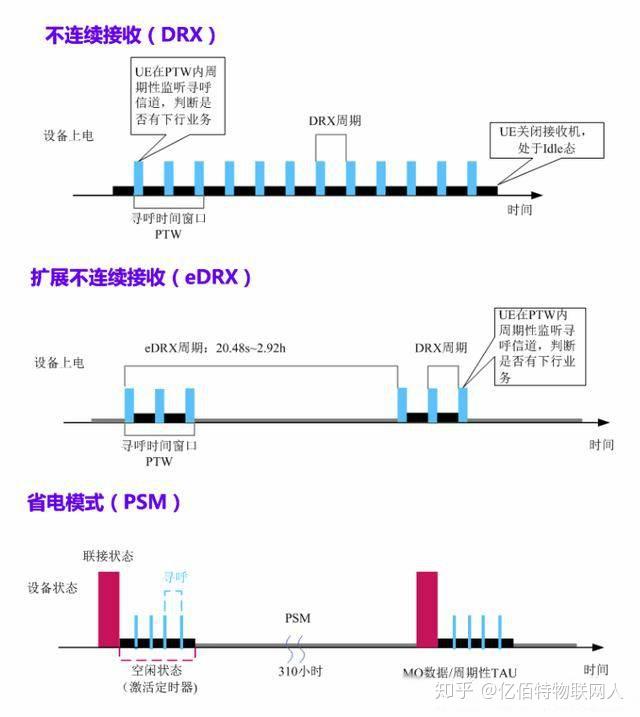 不连续接收（DRX）
UE在PTW内周
期性监听寻呼
信道，判断是
否有下行业务
设备上电
DRX周期
UE关闭接收机，
处于Idle态
时间
寻呼时间窗口
PTW
扩展不连续接收（eDRX）
UE在PTW内
周期性监听寻
呼信道，判断
是否有下行业
务
设备上电
eDRX周期：20.48s~2.92h
DRX周期
寻呼时间窗口
PTW
时间
省电模式（PSM）
联接状态
设备状态
寻呼
PSM
空闲状态
（激活定时器）
310小时
MO数据/周期性TAU
时间
知乎 @亿佰特物联网人